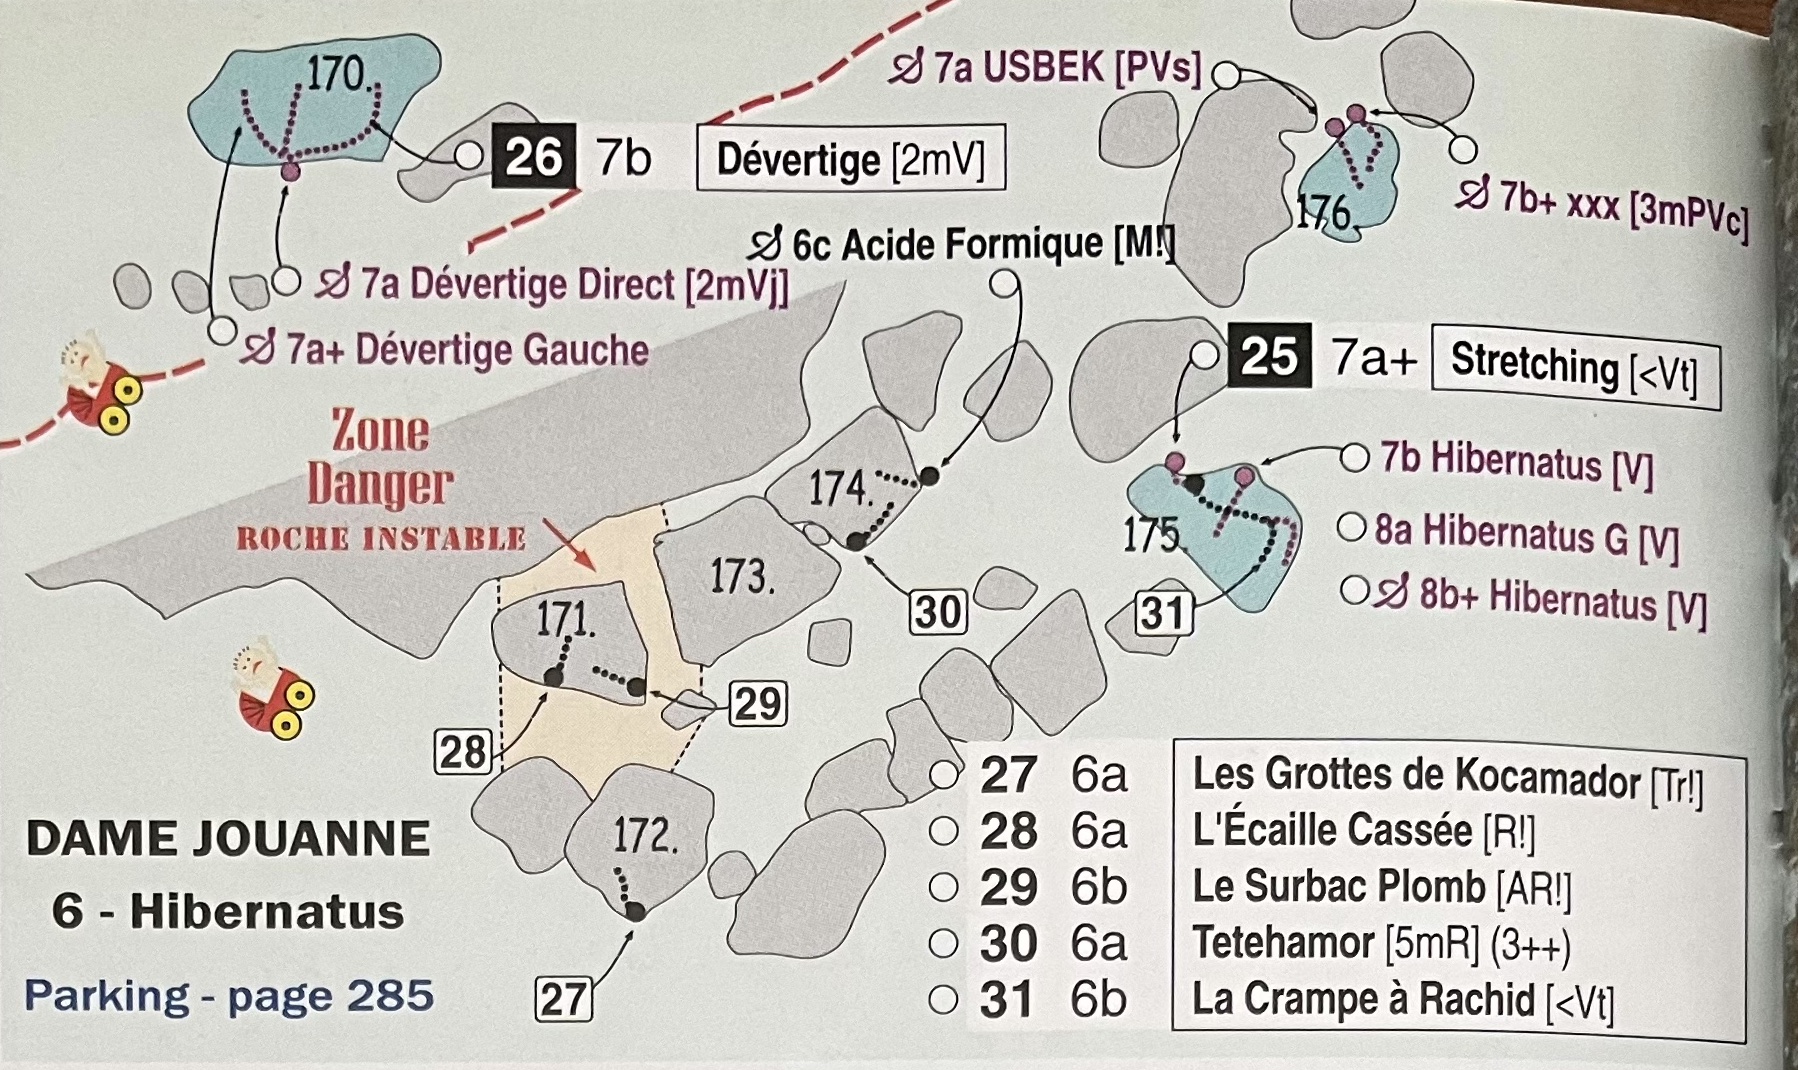 170.
7a USBEK [PVs]
26 7b Dévertige [2mV]
176.
7b+ xxx [3mPVc]
6c Acide Formique [M!]
7a Dévertige Direct [2mVj]
7a+ Dévertige Gauche
25 7a+ Stretching [<Vt]
Zone
Danger
ROCHE INSTABLE
174.
7b Hibernatus [V]
175.
8a Hibernatus G [V]
8b+ Hibernatus [V]
173.
171.
30
31
29
28
172.
27
DAME JOUANNE
6 - Hibernatus
Parking - page 285
27 6a Les Grottes de Kocamador [Tr!]
28 6a L'Écaille Cassée [R!]
29 6b Le Surbac Plomb [AR!]
30 6a Tetehamor [5mR] (3++)
31 6b La Crampe à Rachid [<Vt]